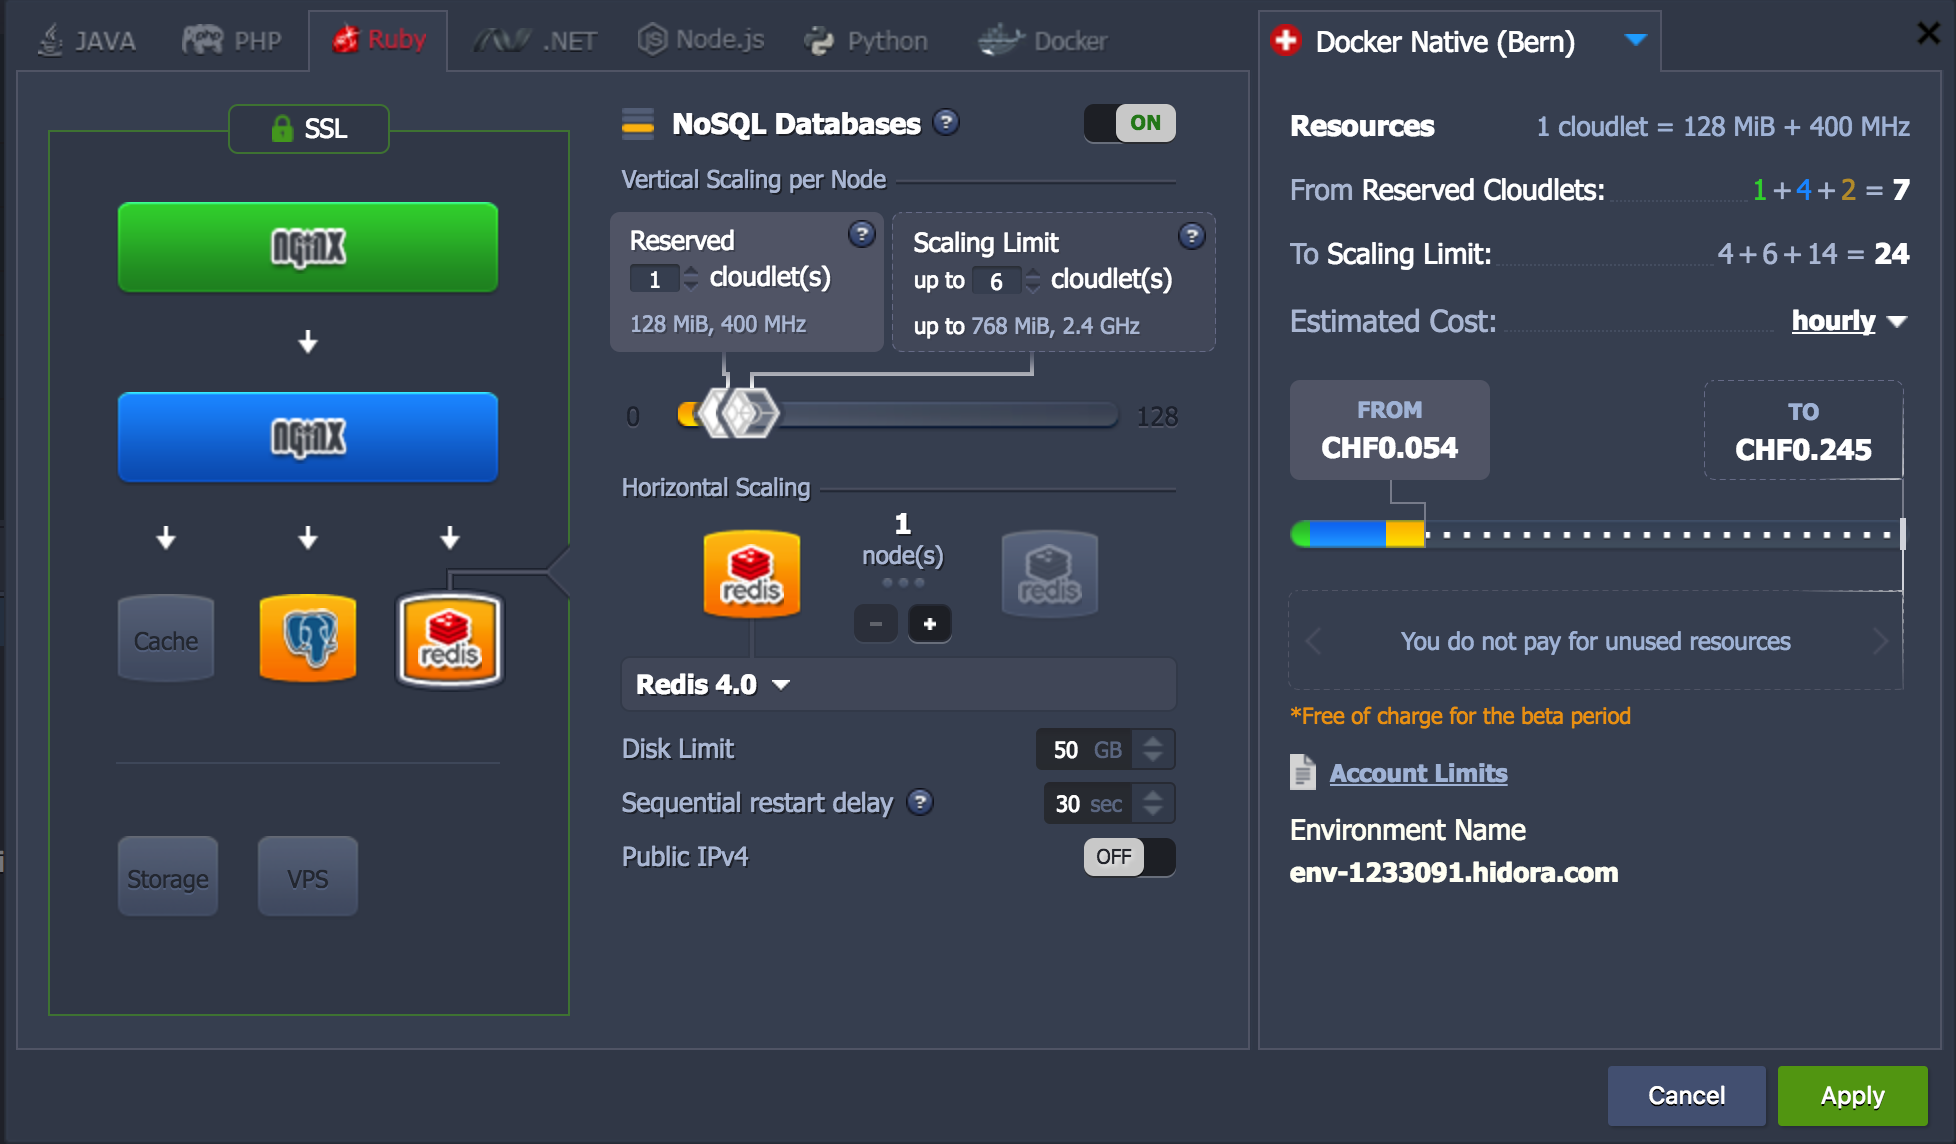 JAVA
PHP
Ruby
.NET
Node.js
Python
Docker
SSL
NGINX
NGINX
Cache
redis
Storage
VPS
NoSQL Databases ?
ON
Vertical Scaling per Node
Reserved ?
1 cloudlet(s)
128 MiB, 400 MHz
Scaling Limit ?
up to 6 cloudlet(s)
up to 768 MiB, 2.4 GHz
0
128
Horizontal Scaling
redis
1
node(s)
- +
redis
Redis 4.0
Disk Limit 50 GB
Sequential restart delay ? 30 sec
Public IPv4 OFF
Docker Native (Bern)
Resources 1 cloudlet = 128 MiB + 400 MHz
From Reserved Cloudlets: 1 + 4 + 2 = 7
To Scaling Limit: 4 + 6 + 14 = 24
Estimated Cost: hourly
FROM
CHF0.054
TO
CHF0.245
You do not pay for unused resources
*Free of charge for the beta period
Account Limits
Environment Name
env-1233091.hidora.com
Cancel
Apply